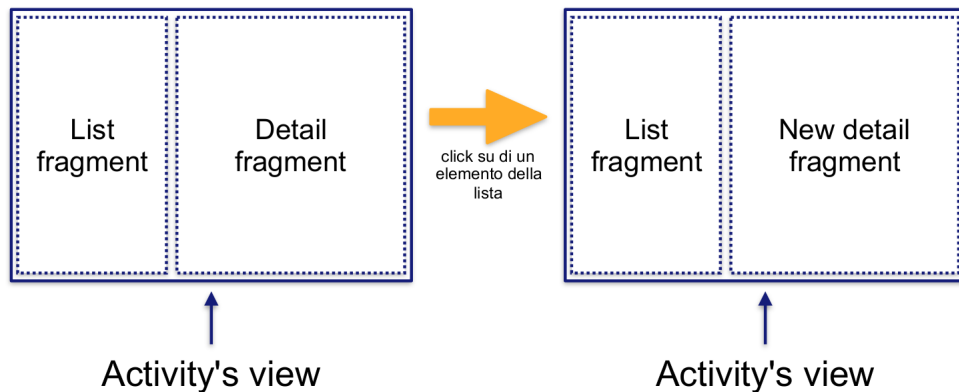 List
fragment
Detail
fragment
click su di un
elemento della
lista
List
fragment
New detail
fragment
Activity's view
Activity's view